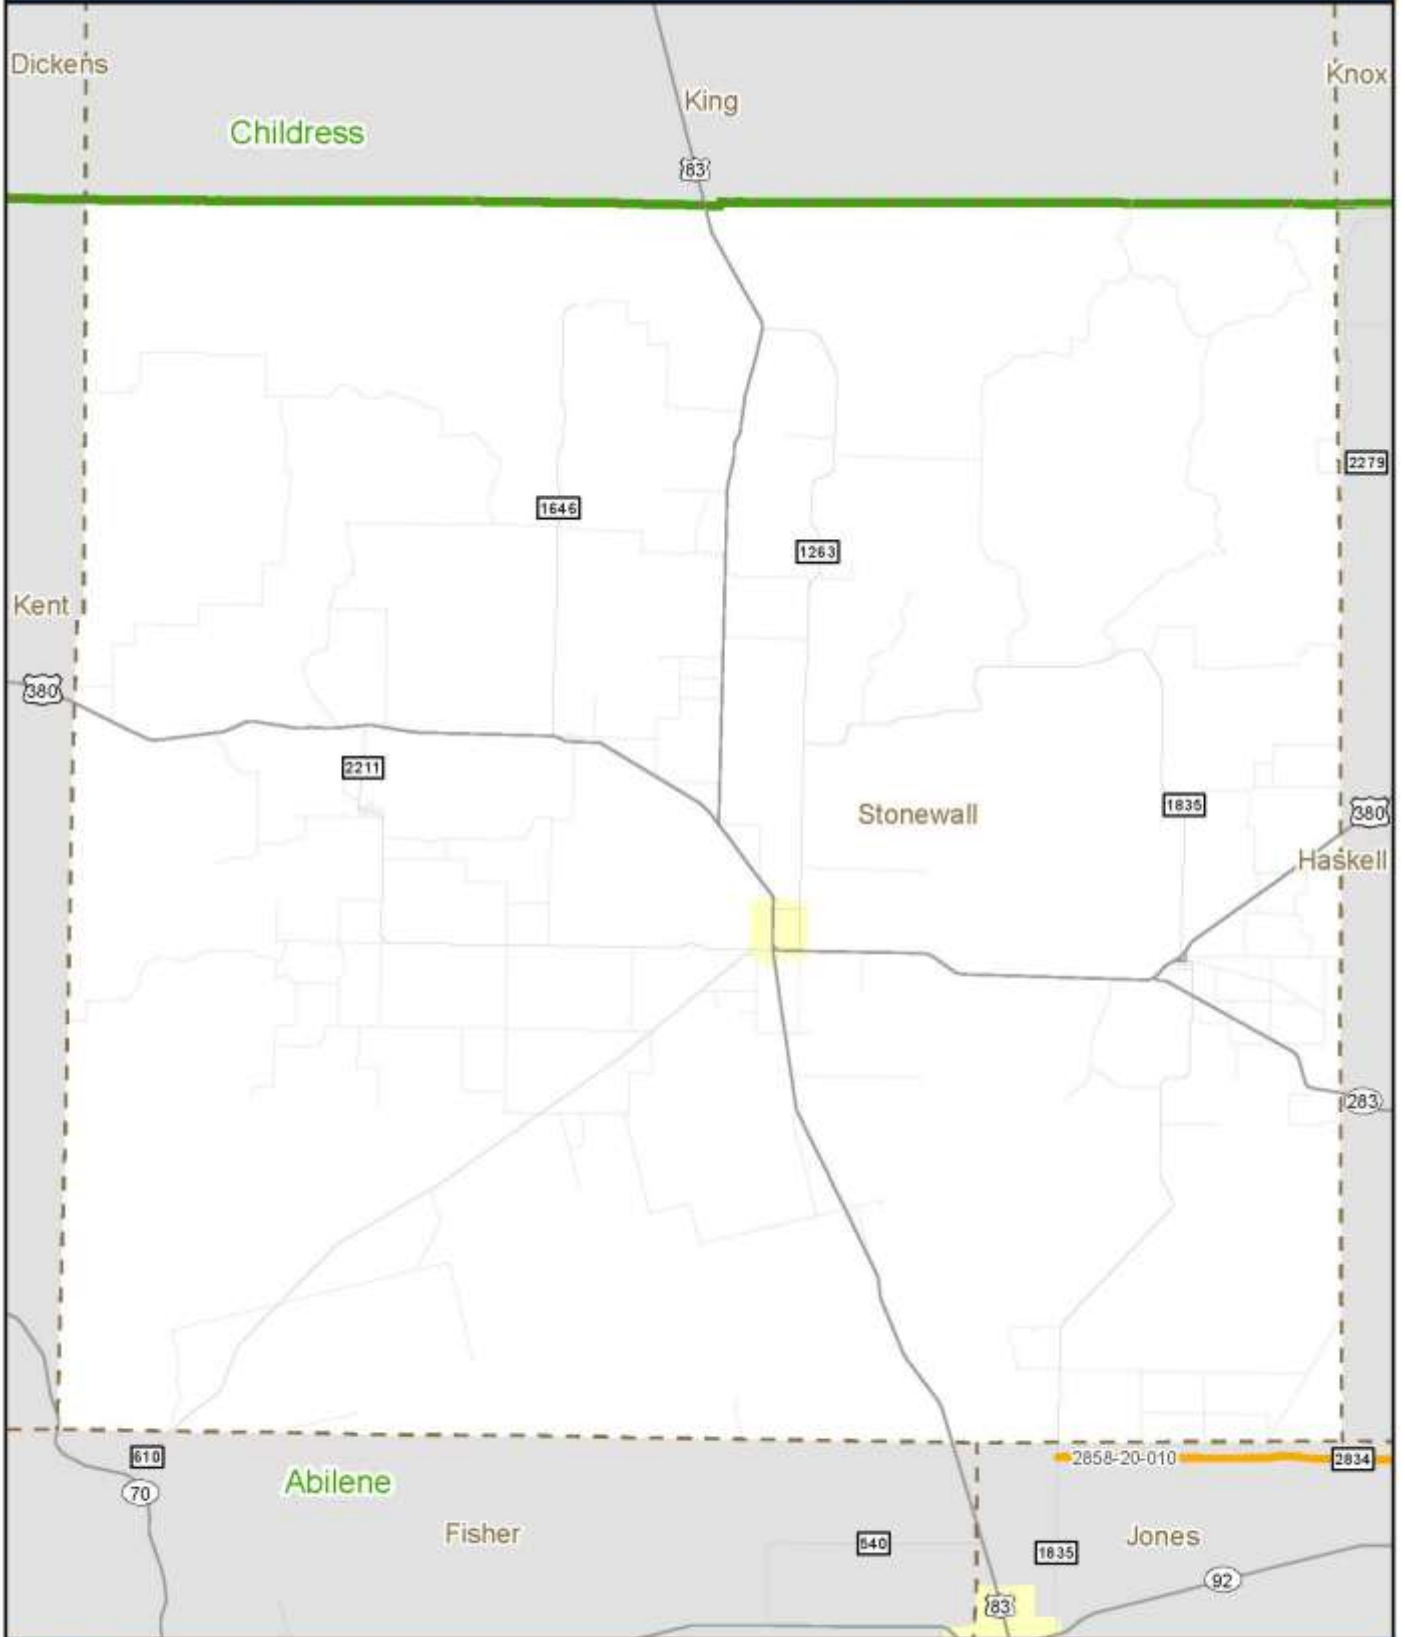 Dickens
Knox
King
Childress
83
2279
1646
1263
Kent
380
2211
1835
Stonewall
380
Haskell
283
610
2858-20-010
2834
Abilene
70
Fisher
Jones
540
1835
92
83